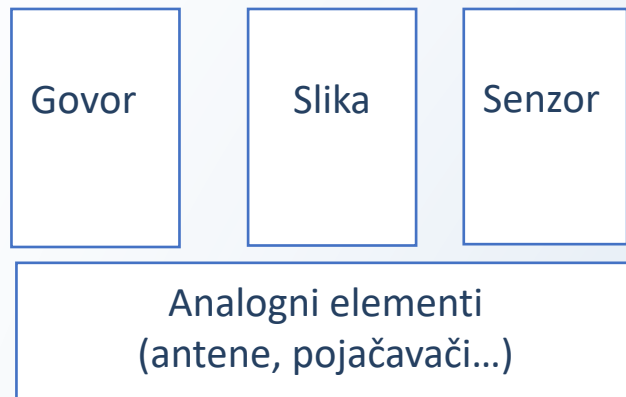 Govor
Slika
Senzor
Analogni elementi
(antene, pojačavači...)